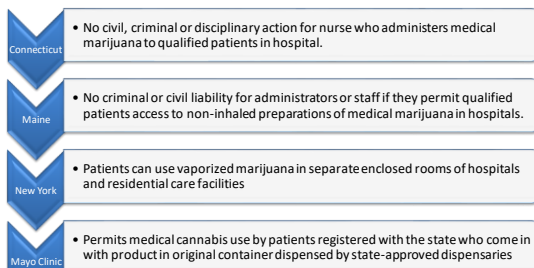 Connecticut
• No civil, criminal or disciplinary action for nurse who administers medical
marijuana to qualified patients in hospital.
Maine
• No criminal or civil liability for administrators or staff if they permit qualified
patients access to non-inhaled preparations of medical marijuana in hospitals.
New York
• Patients can use vaporized marijuana in separate enclosed rooms of hospitals
and residential care facilities
Mayo Clinic
• Permits medical cannabis use by patients registered with the state who come in
with product in original container dispensed by state-approved dispensaries